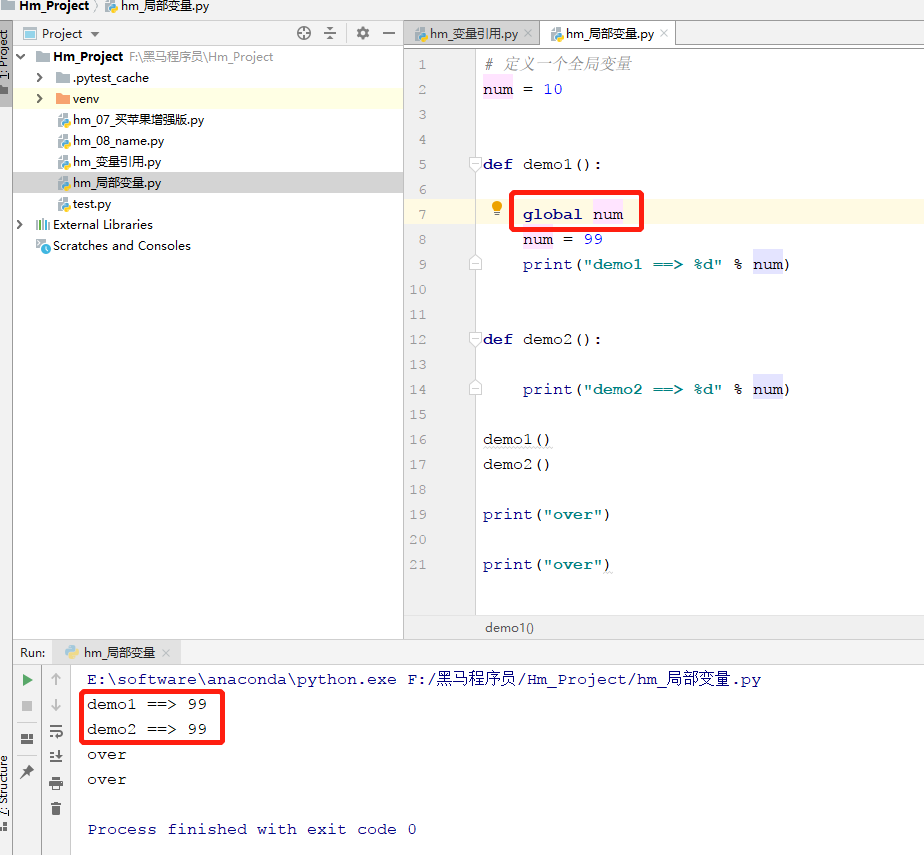 Hm_Project hm_局部变量.py
1: Project
Project
Hm_Project F:\黑马程序员\Hm_Project
.pytest_cache
venv
hm_07_买苹果增强版.py
hm_08_name.py
hm_变量引用.py
hm_局部变量.py
test.py
External Libraries
Scratches and Consoles
hm_变量引用.py hm_局部变量.py
1 # 定义一个全局变量
2 num = 10
3
4
5 def demo1():
6
7 global num
8 num = 99
9 print("demo1 ==> %d" % num)
10
11
12 def demo2():
13
14 print("demo2 ==> %d" % num)
15
16 demo1()
17 demo2()
18
19 print("over")
20
21 print("over")
demo1()
Run: hm_局部变量
E:\software\anaconda\python.exe F:/黑马程序员/Hm_Project/hm_局部变量.py
demo1 ==> 99
demo2 ==> 99
over
over
Process finished with exit code 0
7: Structure